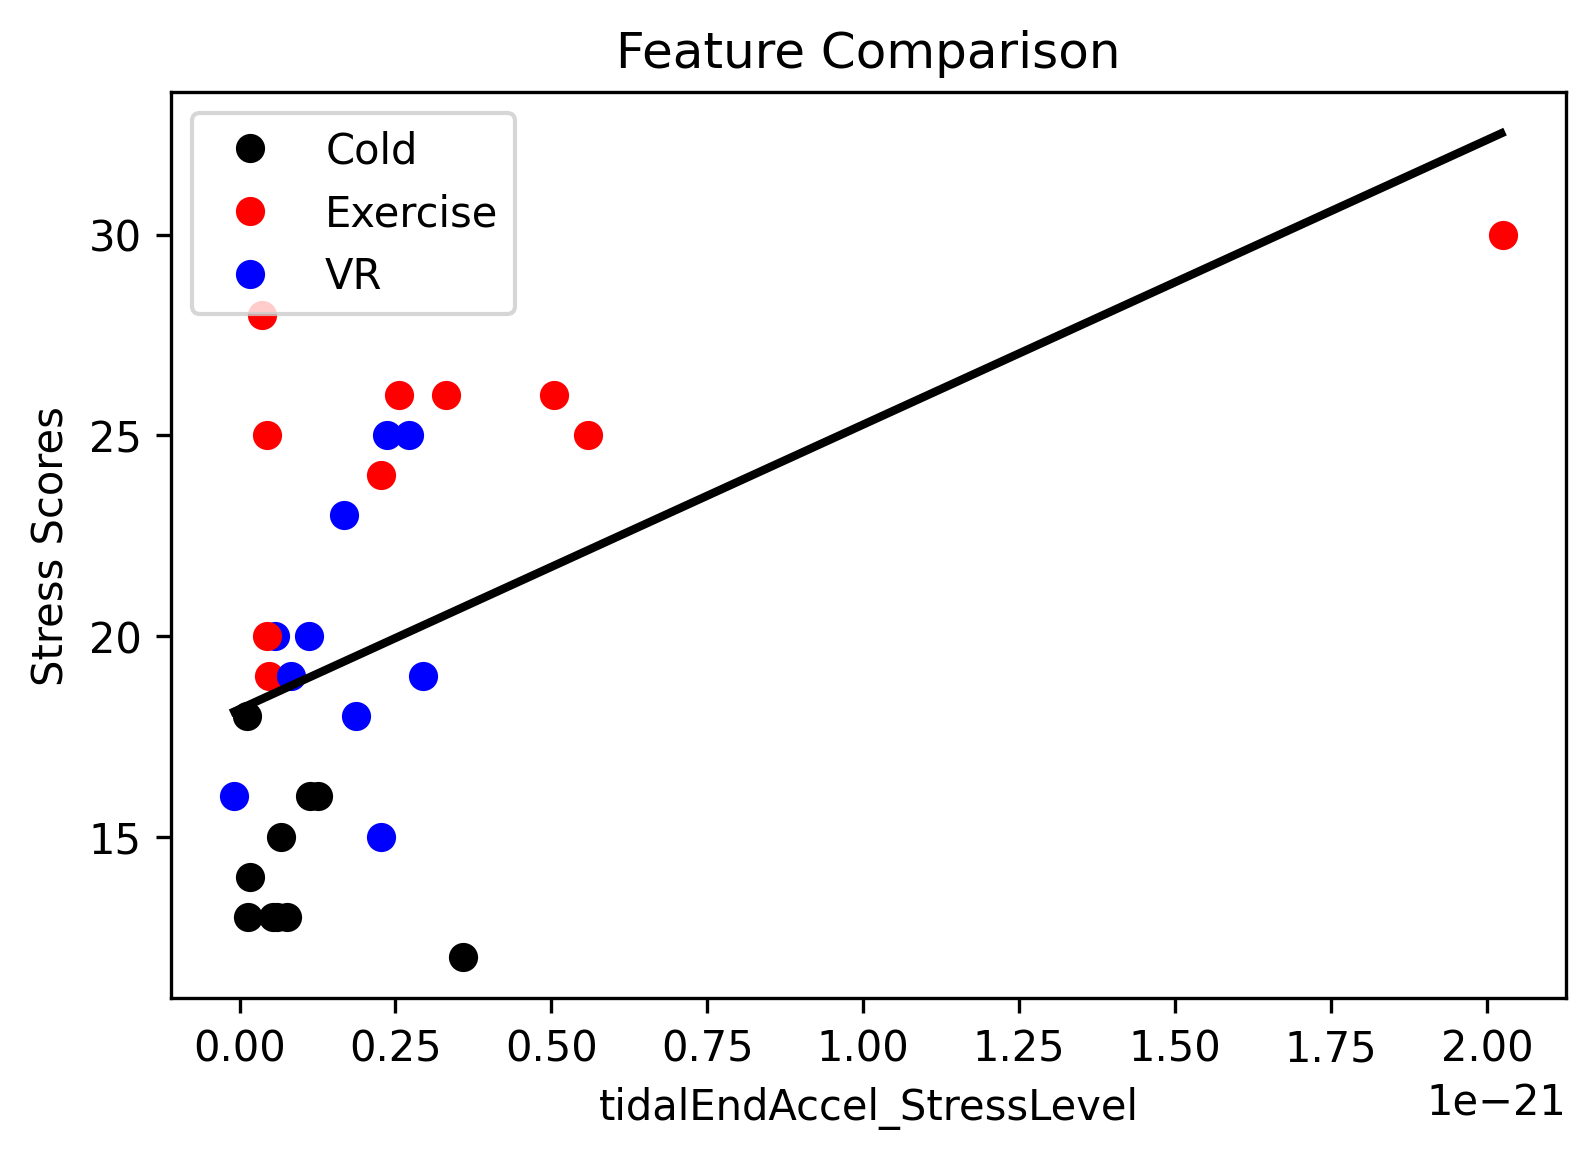 Feature Comparison
Cold
Exercise
VR
Stress Scores
30
25
20
15
0.00 0.25 0.50 0.75 1.00 1.25 1.50 1.75 2.00
1e−21
tidalEndAccel_StressLevel